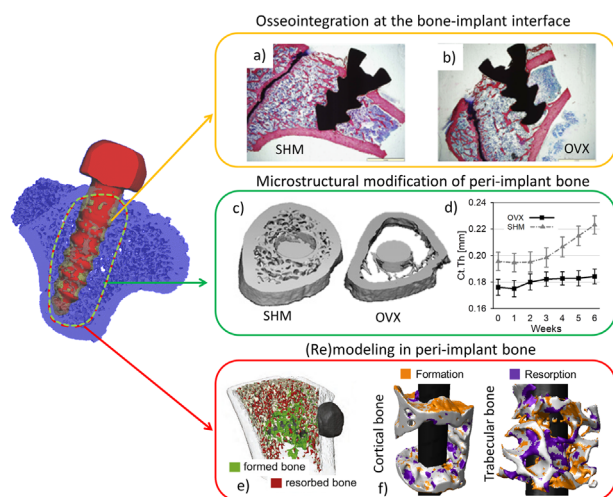 Osseointegration at the bone-implant interface
a)
b)
SHM
OVX
Microstructural modification of peri-implant bone
c)
d)
SHM
OVX
OVX
SHM
Ct.Th [mm]
0.24
0.22
0.20
0.18
0.16
0 1 2 3 4 5 6
Weeks
(Re)modeling in peri-implant bone
Formation
Resorption
Cortical bone
Trabecular bone
formed bone
resorbed bone
e)
f)